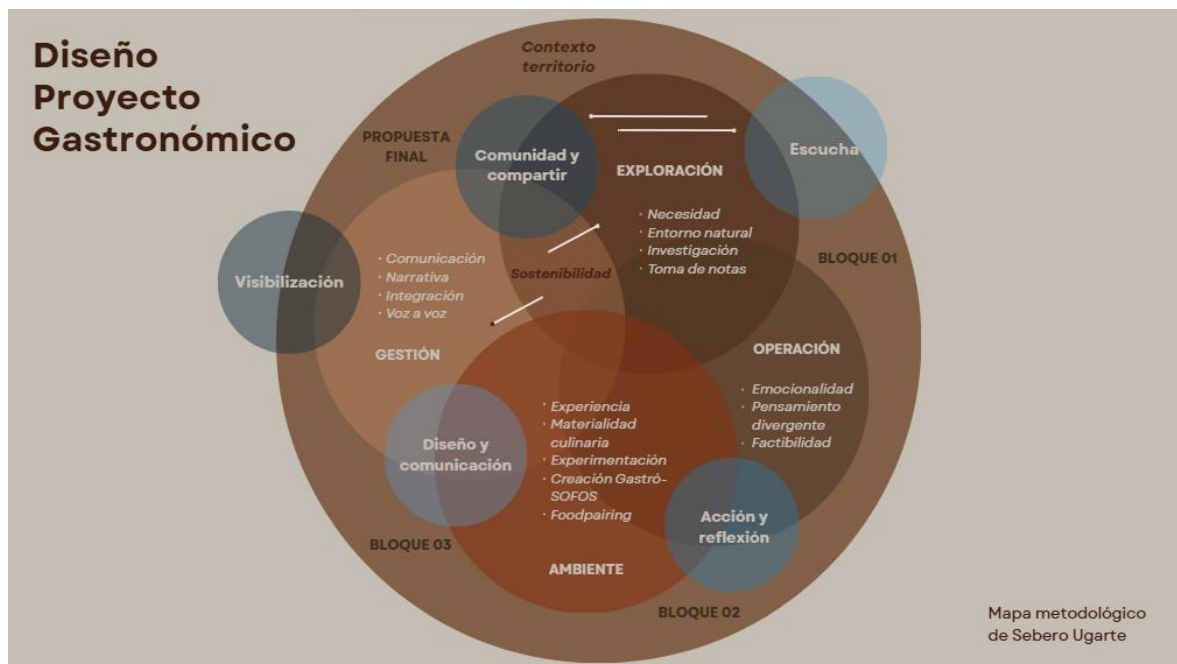 Diseño
Proyecto
Gastronómico
Contexto
territorio
PROPUESTA
FINAL
Comunidad y
compartir
Escucha
EXPLORACIÓN
· Necesidad
· Entorno natural
· Investigación
· Toma de notas
BLOQUE 01
Visibilización
· Comunicación
· Narrativa
· Integración
· Voz a voz
Sostenibilidad
GESTIÓN
OPERACIÓN
· Emocionalidad
· Pensamiento
divergente
· Factibilidad
Diseño y
comunicación
· Experiencia
· Materialidad
culinaria
· Experimentación
· Creación Gastró-
SOFOS
· Foodpairing
Acción y
reflexión
BLOQUE 03
AMBIENTE
BLOQUE 02
Mapa metodológico
de Sebero Ugarte